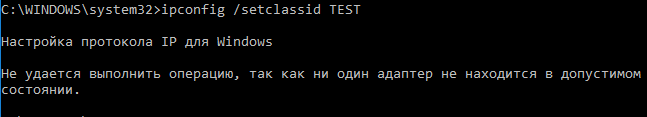 C:\WINDOWS\system32>ipconfig /setclassid TEST
Настройка протокола IP для Windows
Не удается выполнить операцию, так как ни один адаптер не находится в допустимом
состоянии.